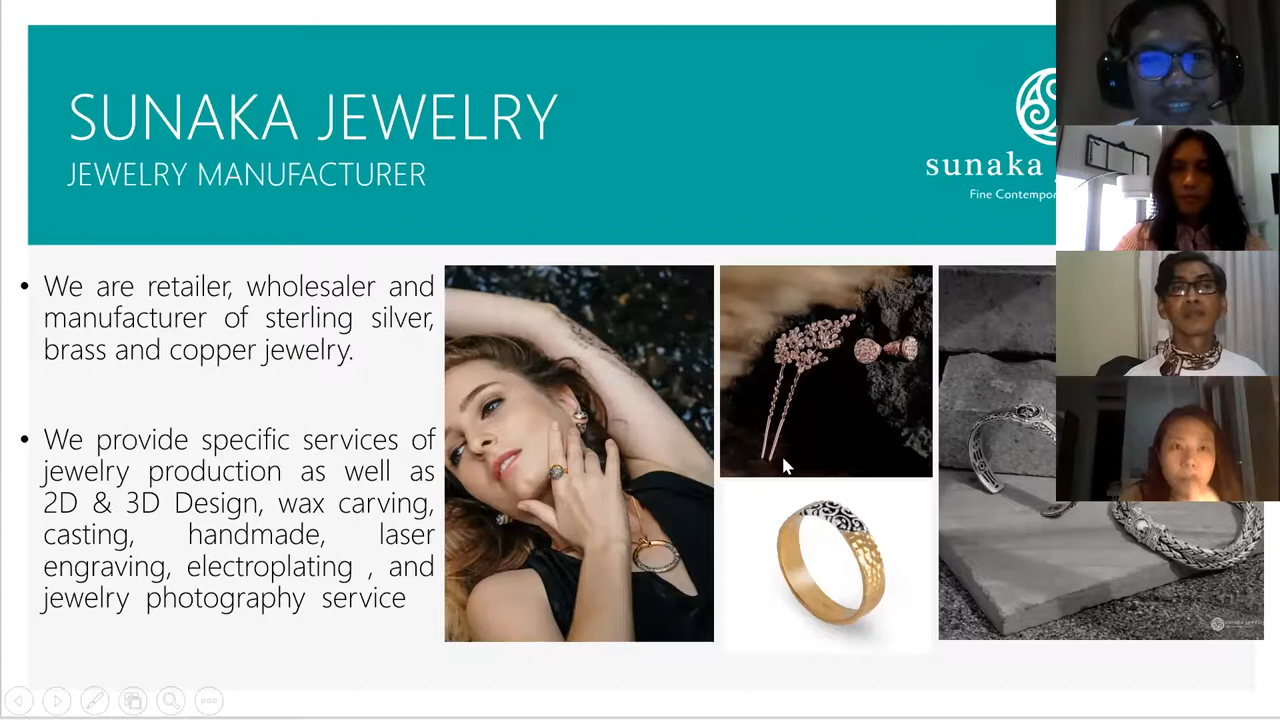 SUNAKA JEWELRY
JEWELRY MANUFACTURER
sunaka
Fine Contempor
• We are retailer, wholesaler and
manufacturer of sterling silver,
brass and copper jewelry.
• We provide specific services of
jewelry production as well as
2D & 3D Design, wax carving,
casting, handmade, laser
engraving, electroplating , and
jewelry photography service
sunaka jewelry